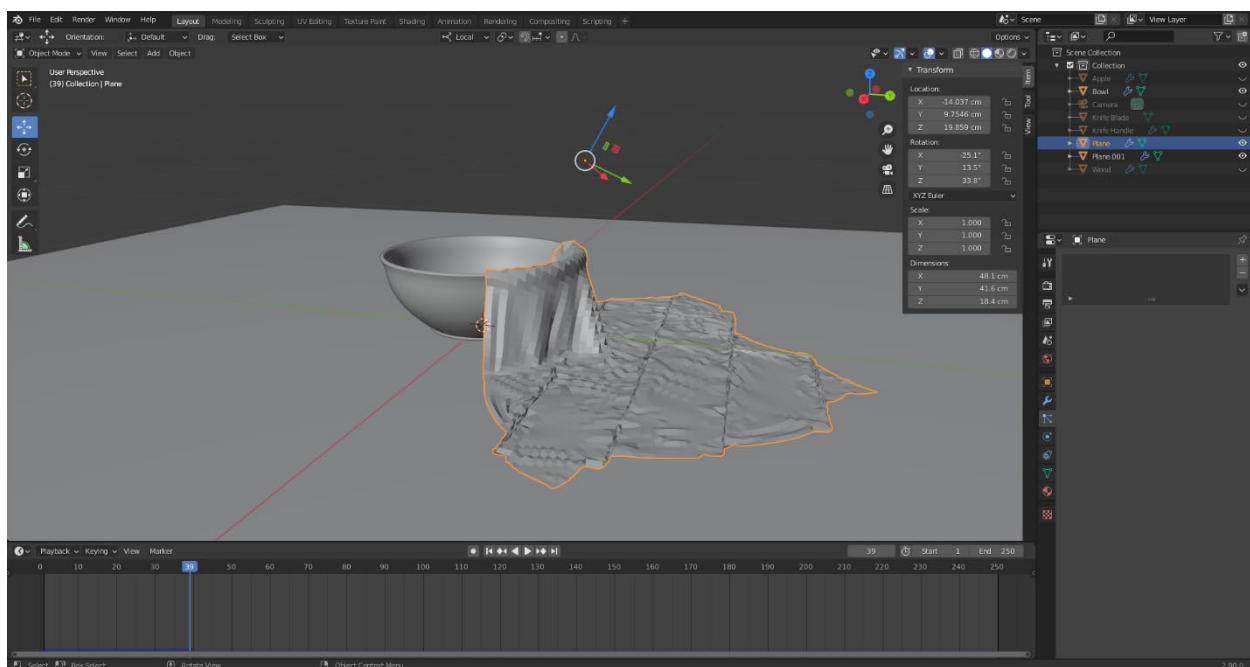 File Edit Render Window Help Layout Modeling Sculpting UV Editing Texture Paint Shading Animation Rendering Compositing Scripting + Scene View Layer
Orientation: Default Drag: Select Box Local Options
Object Mode View Select Add Object
User Perspective
(39) Collection | Plane
Transform
Location:
X -14.037 cm
Y 9.7546 cm
Z 19.859 cm
Rotation:
X -25.1°
Y 13.5°
Z 33.8°
XYZ Euler
Scale:
X 1.000
Y 1.000
Z 1.000
Dimensions:
X 48.1 cm
Y 41.6 cm
Z 18.4 cm
Item
Tool
View
Z
Y
X
Scene Collection
Collection
Apple
Bowl
Camera
Knife Blade
Knife Handle
Plane
Plane.001
Wood
Plane
Playback Keying View Marker 39 Start 1 End 250
0 10 20 30 39 50 60 70 80 90 100 110 120 130 140 150 160 170 180 190 200 210 220 230 240 250
Select Box Select Rotate View Object Context Menu 2.90.0